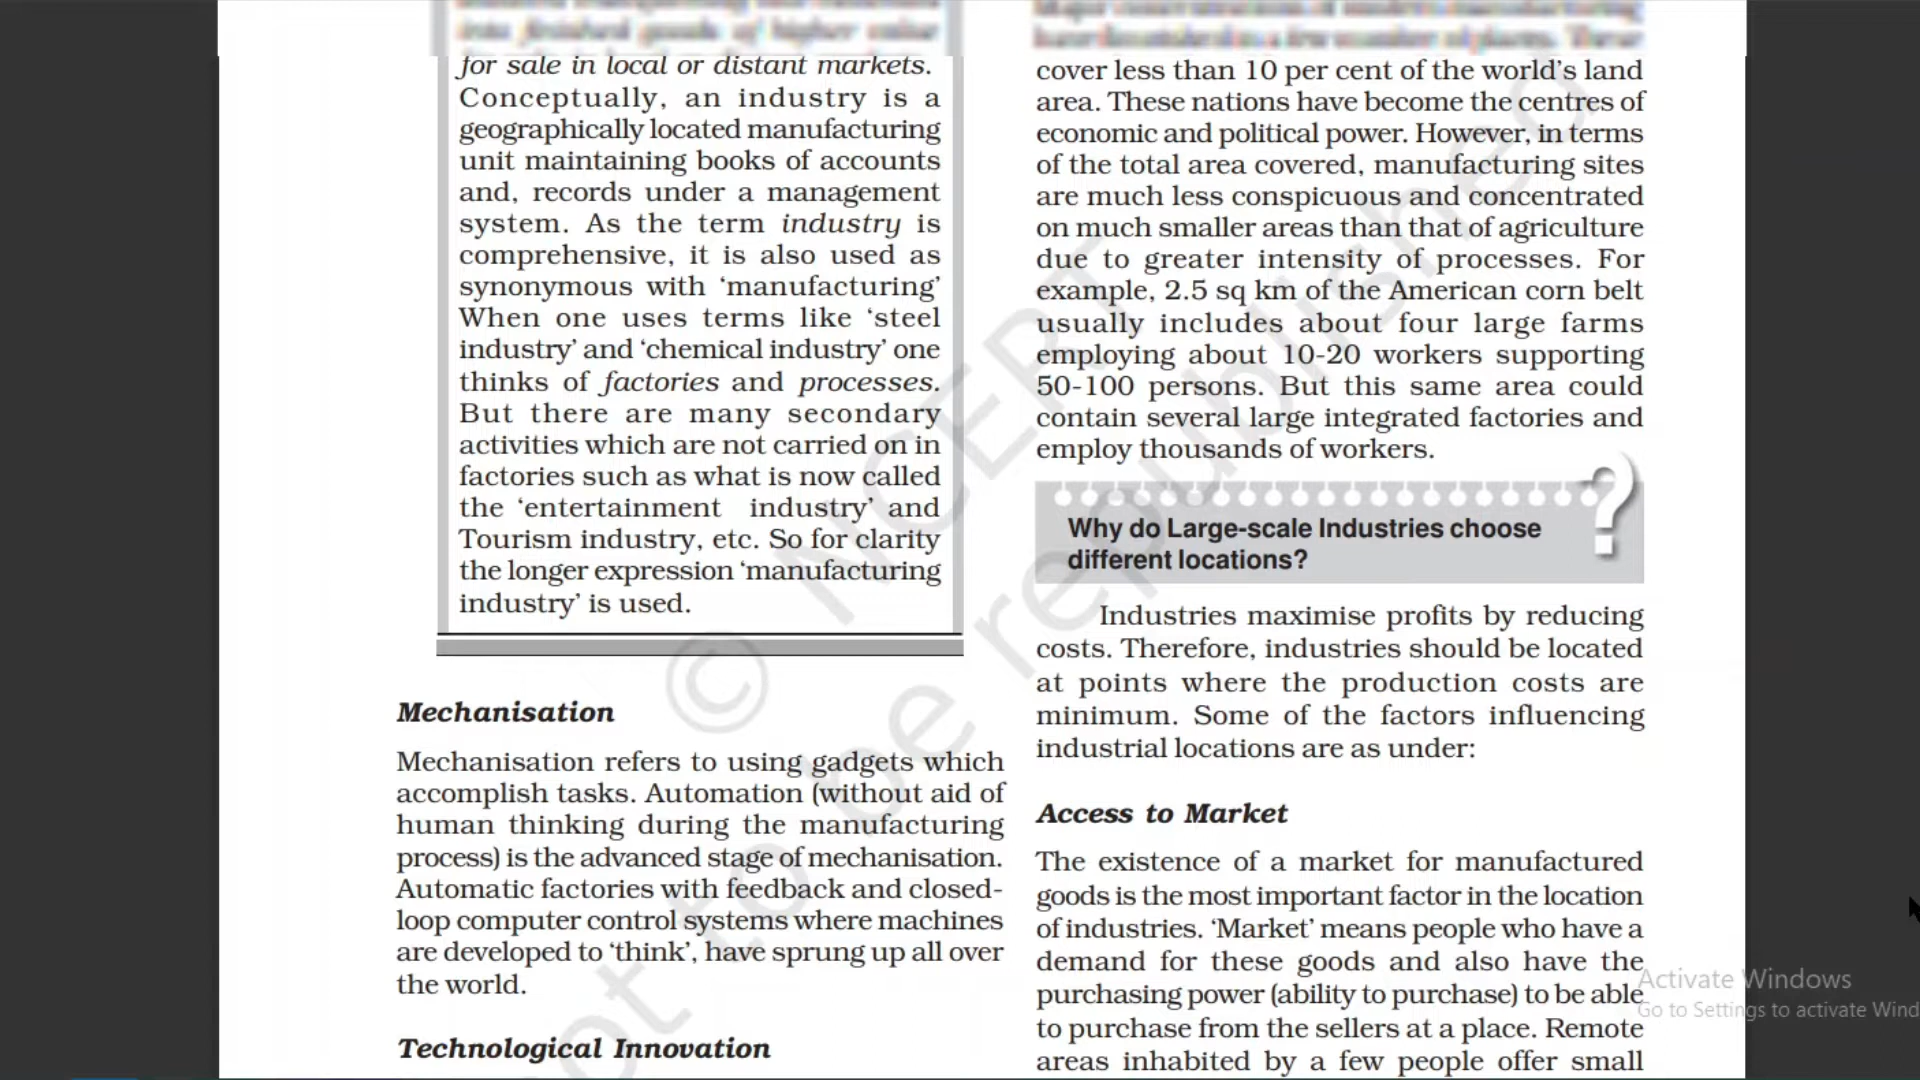 into finished goods of higher value
for sale in local or distant markets.
Conceptually, an industry is a
geographically located manufacturing
unit maintaining books of accounts
and, records under a management
system. As the term industry is
comprehensive, it is also used as
synonymous with ‘manufacturing’
When one uses terms like ‘steel
industry’ and ‘chemical industry’ one
thinks of factories and processes.
But there are many secondary
activities which are not carried on in
factories such as what is now called
the ‘entertainment industry’ and
Tourism industry, etc. So for clarity
the longer expression ‘manufacturing
industry’ is used.
Mechanisation
Mechanisation refers to using gadgets which
accomplish tasks. Automation (without aid of
human thinking during the manufacturing
process) is the advanced stage of mechanisation.
Automatic factories with feedback and closed-
loop computer control systems where machines
are developed to ‘think’, have sprung up all over
the world.
Technological Innovation
cover less than 10 per cent of the world’s land
area. These nations have become the centres of
economic and political power. However, in terms
of the total area covered, manufacturing sites
are much less conspicuous and concentrated
on much smaller areas than that of agriculture
due to greater intensity of processes. For
example, 2.5 sq km of the American corn belt
usually includes about four large farms
employing about 10-20 workers supporting
50-100 persons. But this same area could
contain several large integrated factories and
employ thousands of workers.
?
Why do Large-scale Industries choose
different locations?
Industries maximise profits by reducing
costs. Therefore, industries should be located
at points where the production costs are
minimum. Some of the factors influencing
industrial locations are as under:
Access to Market
The existence of a market for manufactured
goods is the most important factor in the location
of industries. ‘Market’ means people who have a
demand for these goods and also have the
purchasing power (ability to purchase) to be able
to purchase from the sellers at a place. Remote
areas inhabited by a few people offer small
© NCERT
not to be republished
Activate Windows
Go to Settings to activate Wind